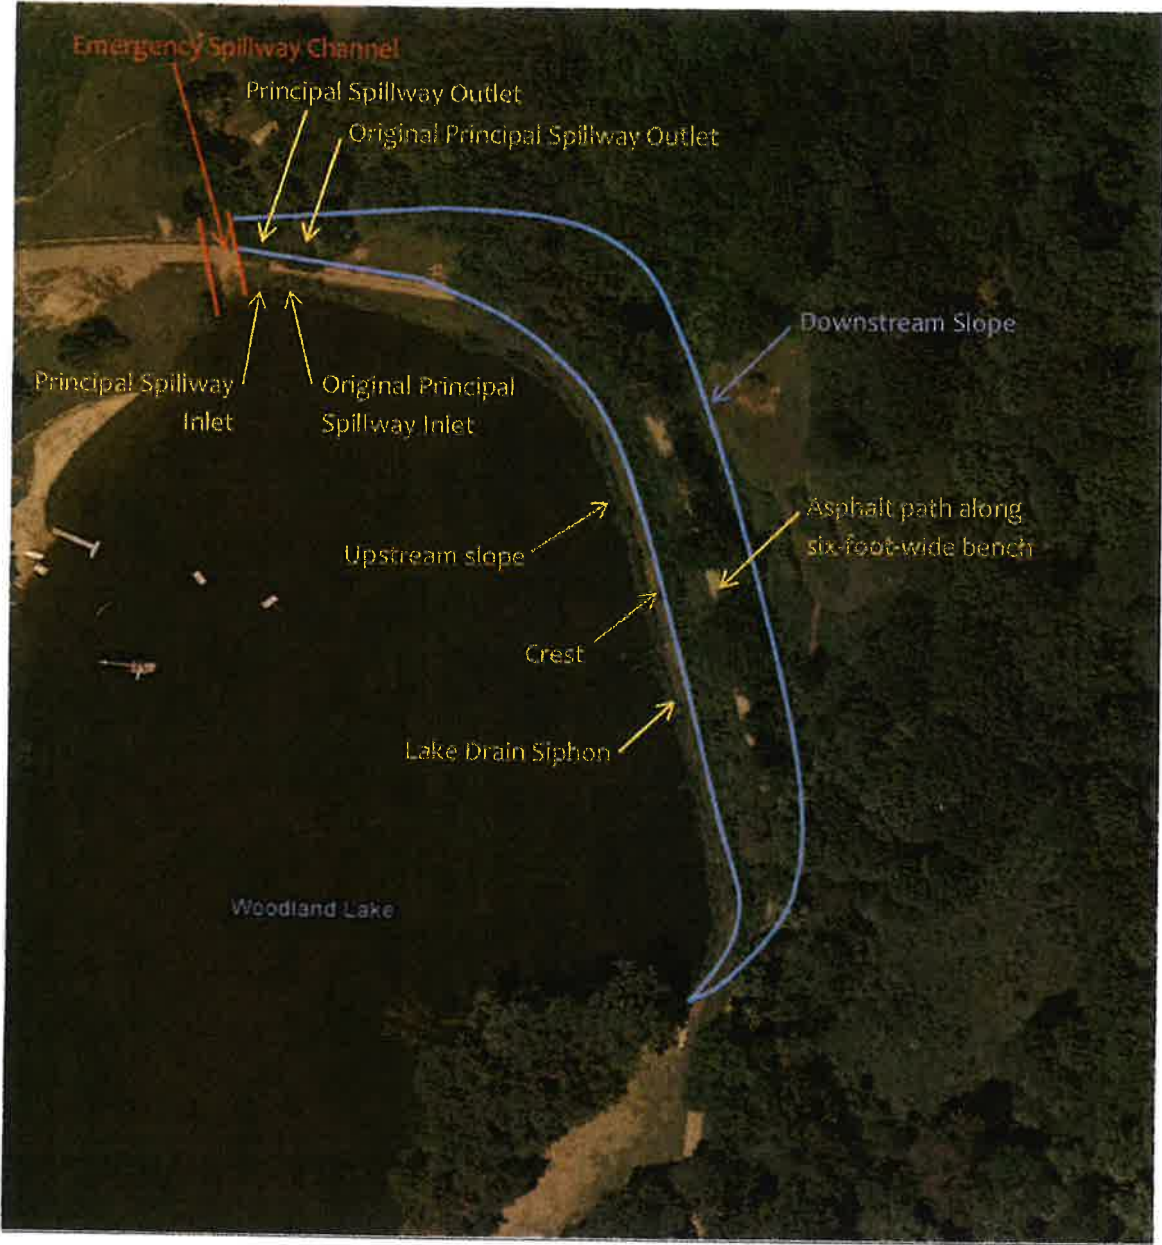 Emergency Spillway Channel
Principal Spillway Outlet
Original Principal Spillway Outlet
Downstream Slope
Principal Spillway
Inlet
Original Principal
Spillway Inlet
Asphalt path along
six-foot-wide bench
Upstream slope
Crest
Lake Drain Siphon
Woodland Lake